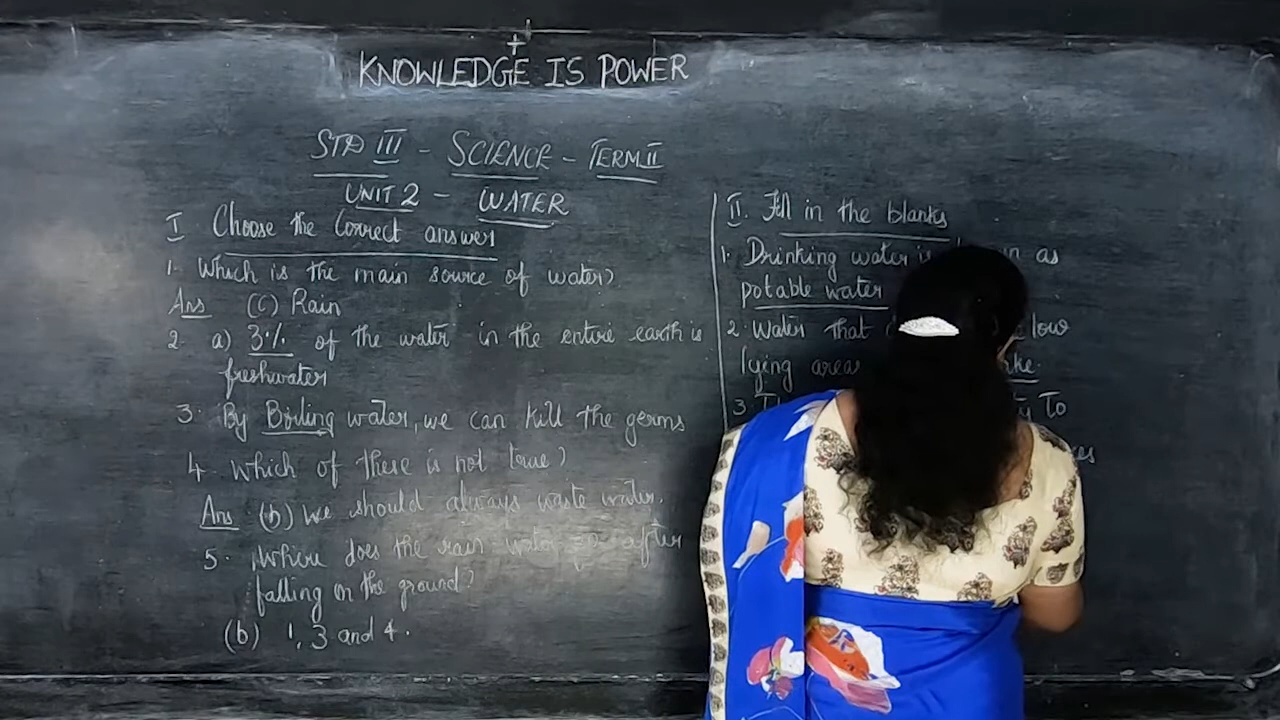 KNOWLEDGE IS POWER
STD III - SCIENCE - TERM II
UNIT 2 - WATER
I Choose the Correct answer
1. Which is the main source of water?
Ans (C) Rain
2. a) 3% of the water in the entire earth is
freshwater
3. By Boiling water, we can kill the germs
4. Which of these is not true?
Ans (b) We should always waste water.
5. Where does the rain water go after
falling on the ground?
(b) 1, 3 and 4.
II. Fill in the blanks
1. Drinking water is as
potable water
2. Water that low
lying areas
3. To